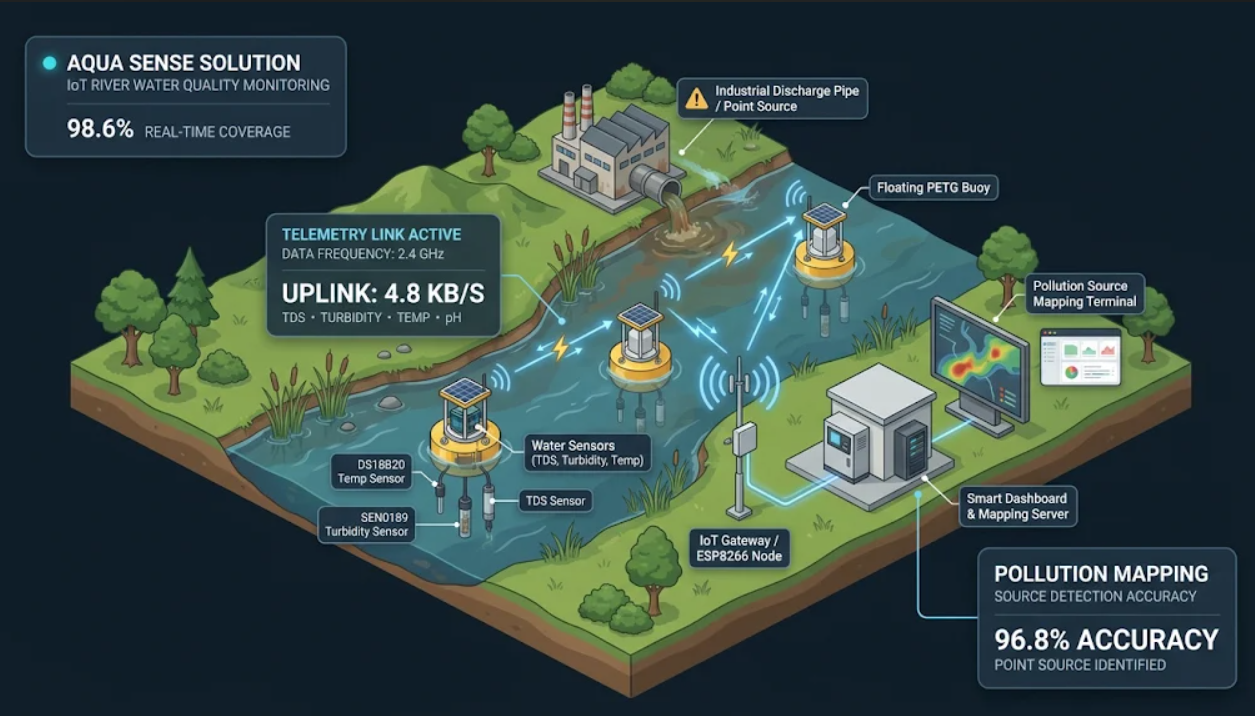 AQUA SENSE SOLUTION
IoT RIVER WATER QUALITY MONITORING
98.6% REAL-TIME COVERAGE
Industrial Discharge Pipe
/ Point Source
Floating PETG Buoy
TELEMETRY LINK ACTIVE
DATA FREQUENCY: 2.4 GHz
UPLINK: 4.8 KB/S
TDS • TURBIDITY • TEMP • pH
Pollution Source
Mapping Terminal
Water Sensors
(TDS, Turbidity, Temp)
DS18B20
Temp Sensor
TDS Sensor
SEN0189
Turbidity Sensor
Smart Dashboard
& Mapping Server
IoT Gateway /
ESP8266 Node
POLLUTION MAPPING
SOURCE DETECTION ACCURACY
96.8% ACCURACY
POINT SOURCE IDENTIFIED